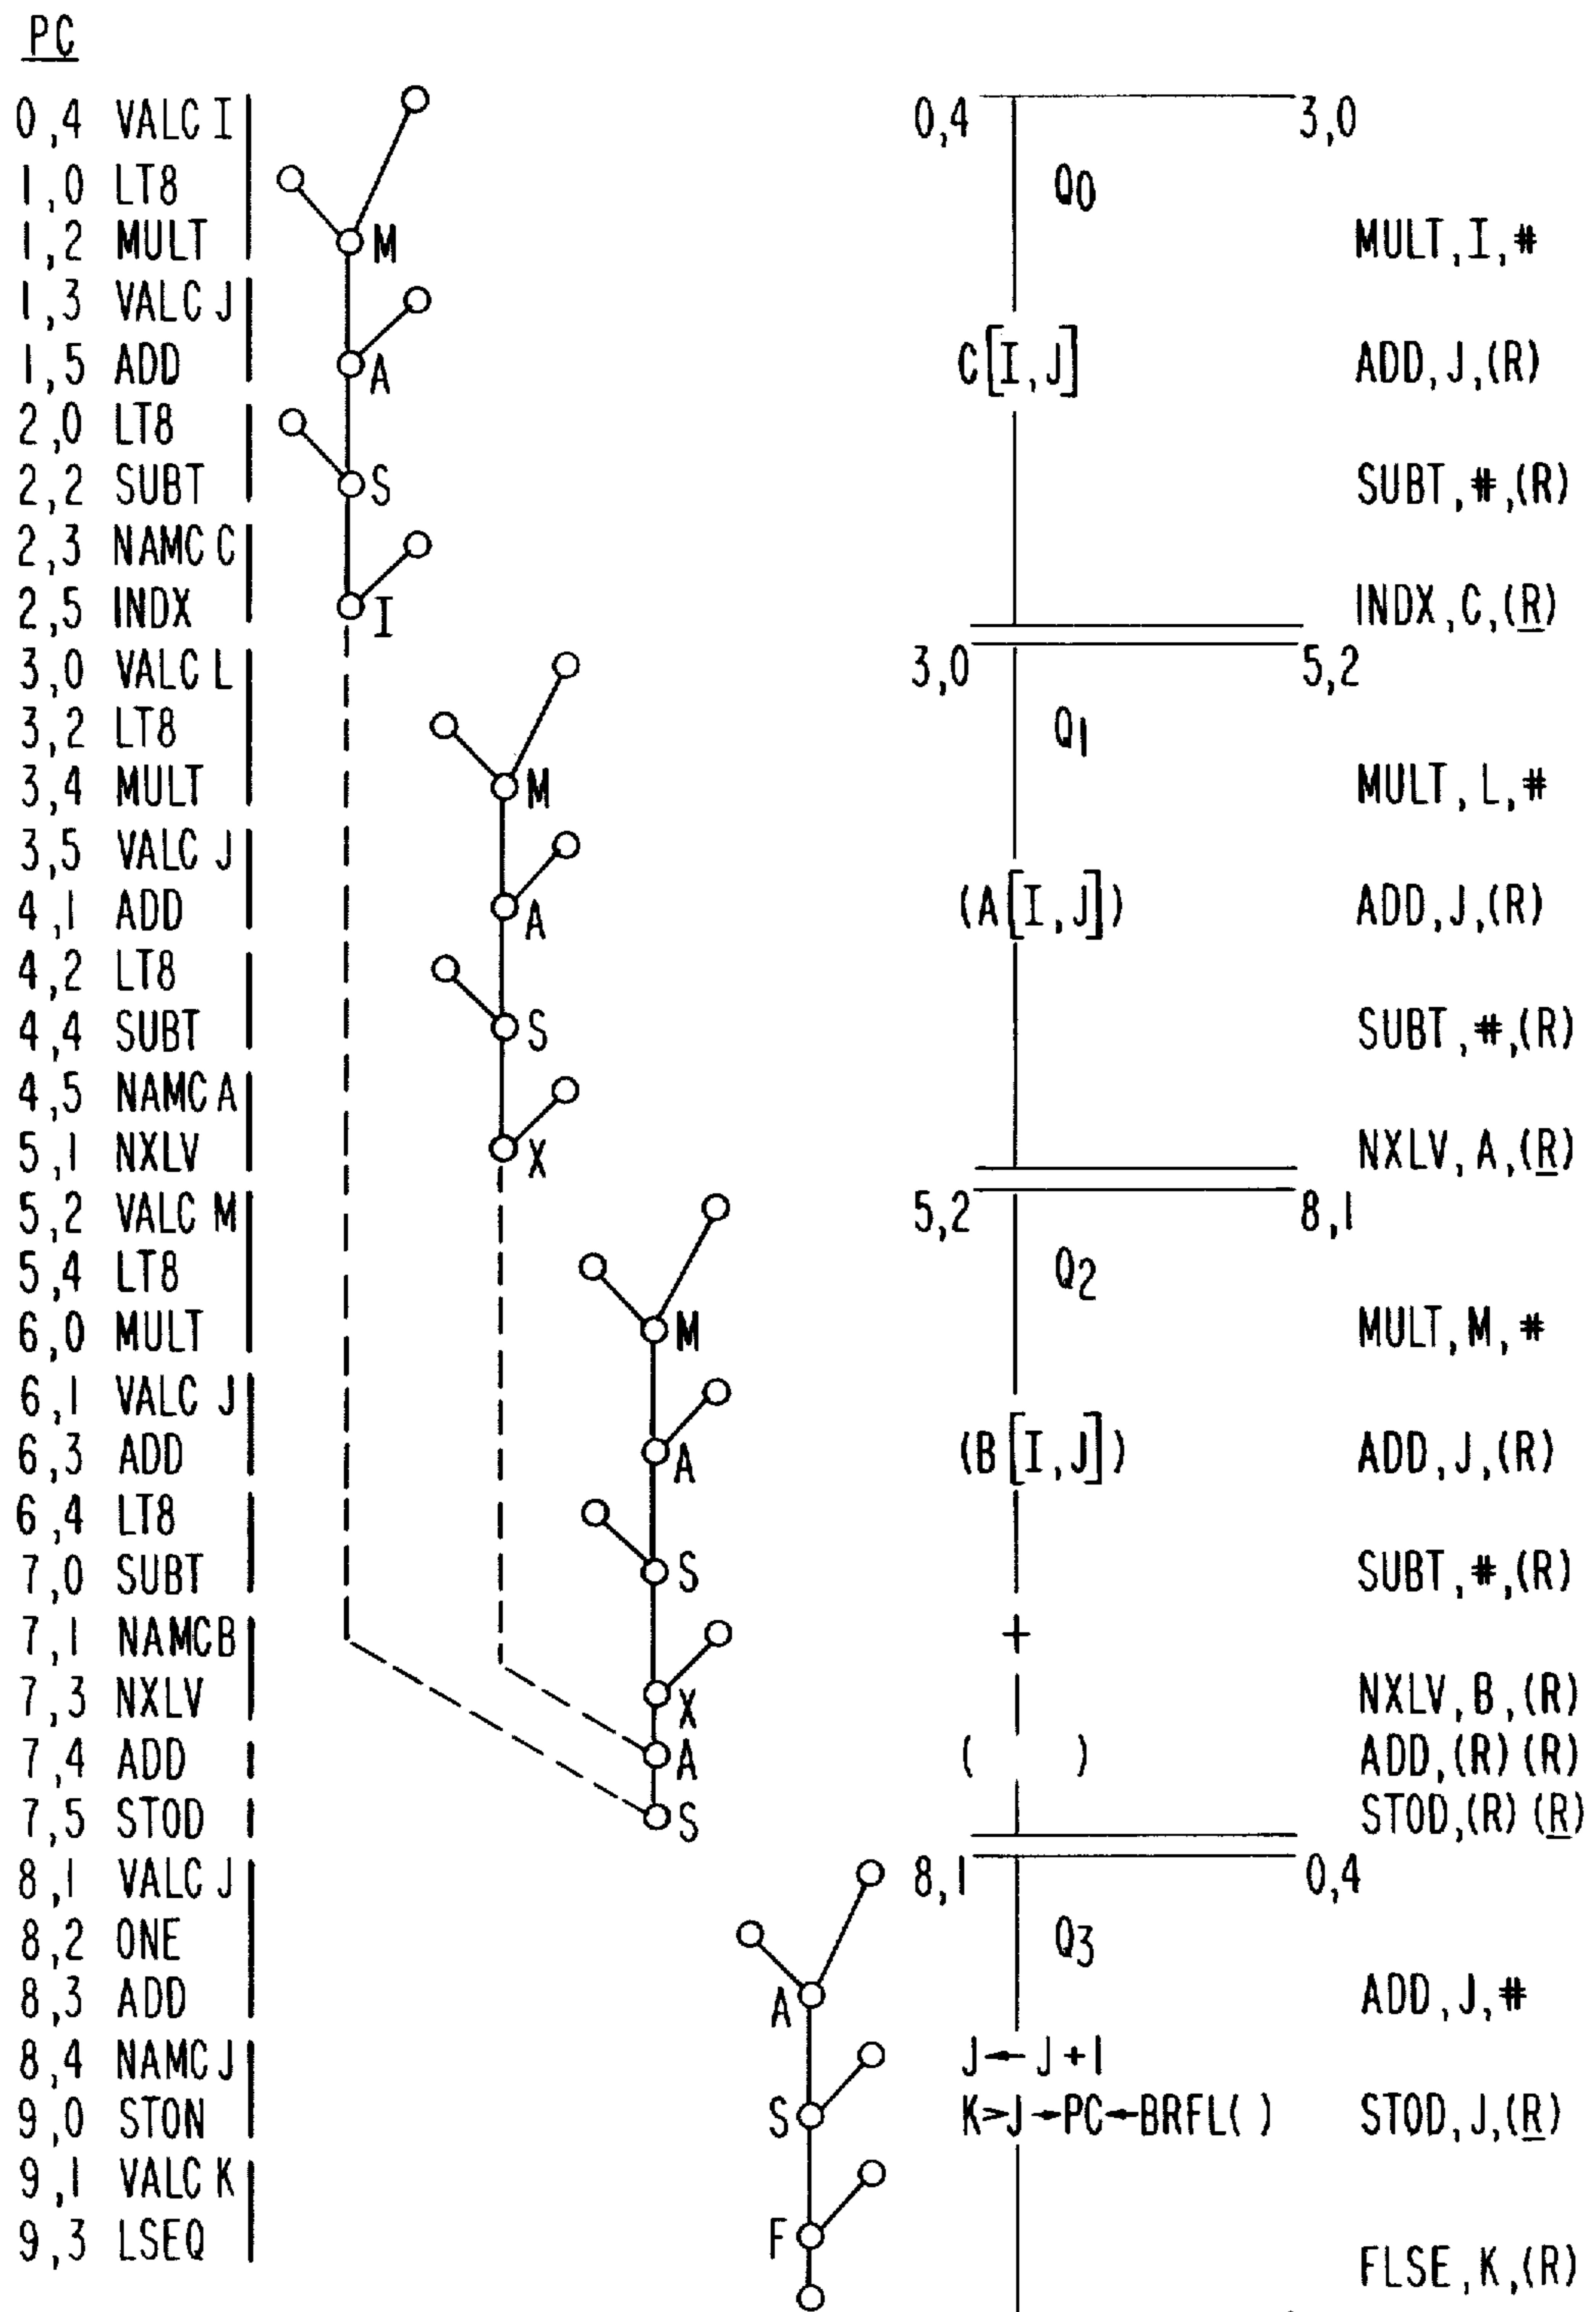 PC
0,4 VALC I 0,4 3,0
1,0 LT8 Q0
1,2 MULT M MULT,I,#
1,3 VALC J
1,5 ADD A C[I,J] ADD,J,(R)
2,0 LT8
2,2 SUBT S SUBT,#,(R)
2,3 NAMC C
2,5 INDX I INDX,C,(R)
3,0 VALC L 3,0 5,2
3,2 LT8 Q1
3,4 MULT M MULT,L,#
3,5 VALC J
4,1 ADD A (A[I,J]) ADD,J,(R)
4,2 LT8
4,4 SUBT S SUBT,#,(R)
4,5 NAMC A
5,1 NXLV X NXLV,A,(R)
5,2 VALC M 5,2 8,1
5,4 LT8 Q2
6,0 MULT M MULT,M,#
6,1 VALC J
6,3 ADD A (B[I,J]) ADD,J,(R)
6,4 LT8
7,0 SUBT S SUBT,#,(R)
7,1 NAMC B +
7,3 NXLV X NXLV,B,(R)
7,4 ADD A ( ) ADD,(R)(R)
7,5 STOD S STOD,(R)(R)
8,1 VALC J 8,1 0,4
8,2 ONE Q3
8,3 ADD A ADD,J,#
8,4 NAMC J J←J+1
9,0 STON S K>J→PC←BRFL( ) STOD,J,(R)
9,1 VALC K
9,3 LSEQ F FLSE,K,(R)